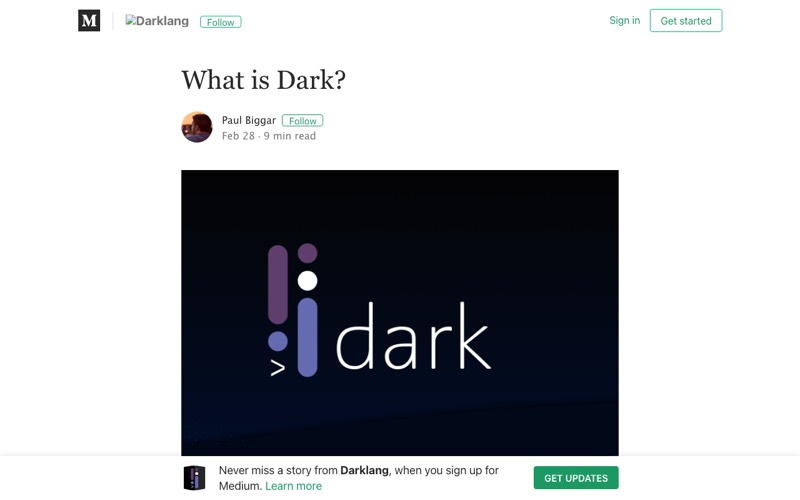 M
Darklang
Follow
Sign in
Get started
What is Dark?
Paul Biggar
Follow
Feb 28 · 9 min read
> dark
Never miss a story from Darklang, when you sign up for
Medium. Learn more
GET UPDATES